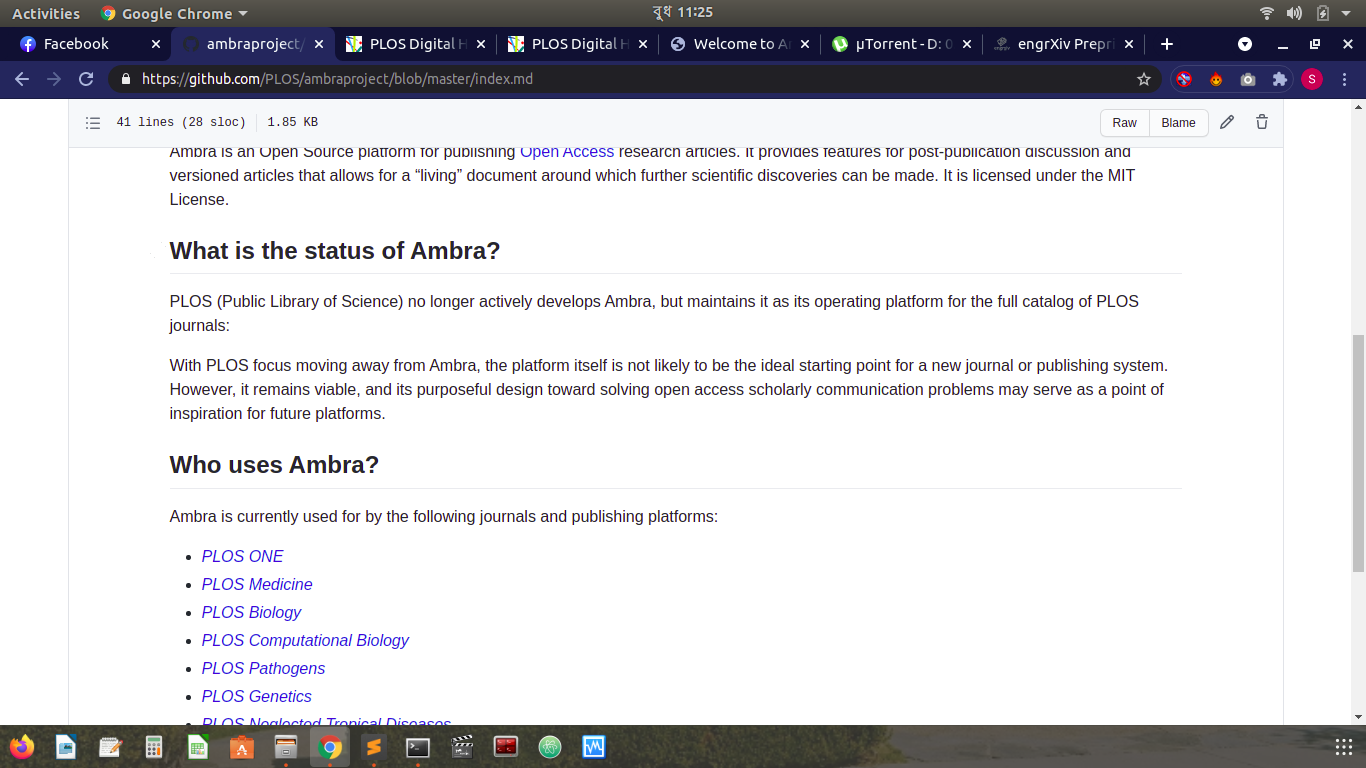 Activities
Google Chrome
বুধ 11:25
Facebook
ambraproject/
PLOS Digital H
PLOS Digital H
Welcome to A
µTorrent - D: 0
engrXiv Prepri
https://github.com/PLOS/ambraproject/blob/master/index.md
S
41 lines (28 sloc) 1.85 KB
Raw
Blame
Ambra is an Open Source platform for publishing Open Access research articles. It provides features for post-publication discussion and
versioned articles that allows for a “living” document around which further scientific discoveries can be made. It is licensed under the MIT
License.
What is the status of Ambra?
PLOS (Public Library of Science) no longer actively develops Ambra, but maintains it as its operating platform for the full catalog of PLOS
journals:
With PLOS focus moving away from Ambra, the platform itself is not likely to be the ideal starting point for a new journal or publishing system.
However, it remains viable, and its purposeful design toward solving open access scholarly communication problems may serve as a point of
inspiration for future platforms.
Who uses Ambra?
Ambra is currently used for by the following journals and publishing platforms:
PLOS ONE
PLOS Medicine
PLOS Biology
PLOS Computational Biology
PLOS Pathogens
PLOS Genetics
PLOS Neglected Tropical Diseases